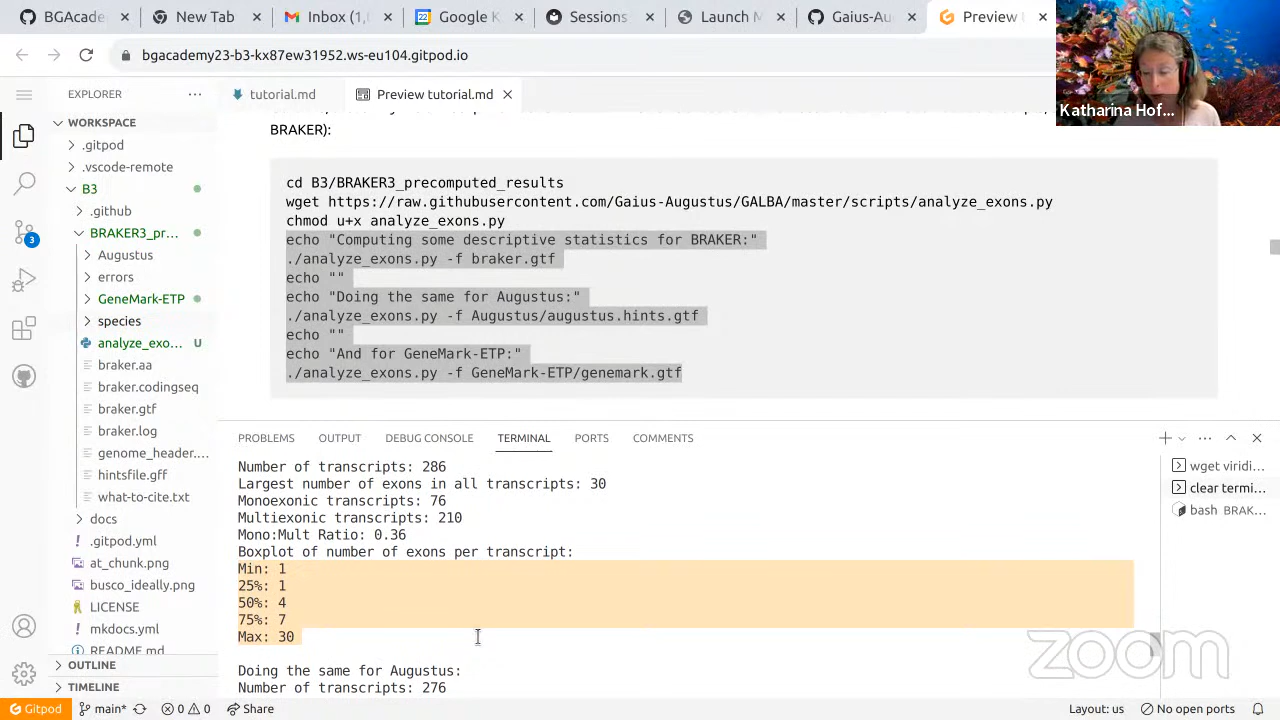 New Tab
Inbox (1,
Google K
Sessions
Launch M
Gaius-Au
Preview
bgacademy23-b3-kx87ew31952.ws-eu104.gitpod.io
Katharina Hof...
EXPLORER
tutorial.md
Preview tutorial.md
WORKSPACE
.gitpod
.vscode-remote
B3
.github
BRAKER3_pr...
Augustus
errors
GeneMark-ETP
species
analyze_exo... U
braker.aa
braker.codingseq
braker.gtf
braker.log
genome_header....
hintsfile.gff
what-to-cite.txt
docs
.gitpod.yml
at_chunk.png
busco_ideally.png
LICENSE
mkdocs.yml
README.md
OUTLINE
TIMELINE
3
BRAKER):
cd B3/BRAKER3_precomputed_results
wget https://raw.githubusercontent.com/Gaius-Augustus/GALBA/master/scripts/analyze_exons.py
chmod u+x analyze_exons.py
echo "Computing some descriptive statistics for BRAKER:"
./analyze_exons.py -f braker.gtf
echo ""
echo "Doing the same for Augustus:"
./analyze_exons.py -f Augustus/augustus.hints.gtf
echo ""
echo "And for GeneMark-ETP:"
./analyze_exons.py -f GeneMark-ETP/genemark.gtf
PROBLEMS OUTPUT DEBUG CONSOLE TERMINAL PORTS COMMENTS
Number of transcripts: 286
Largest number of exons in all transcripts: 30
Monoexonic transcripts: 76
Multiexonic transcripts: 210
Mono:Mult Ratio: 0.36
Boxplot of number of exons per transcript:
Min: 1
25%: 1
50%: 4
75%: 7
Max: 30
Doing the same for Augustus:
Number of transcripts: 276
wget viridi...
clear termi...
bash BRAK...
zoom
Gitpod main* 0 0 Share Layout: us No open ports